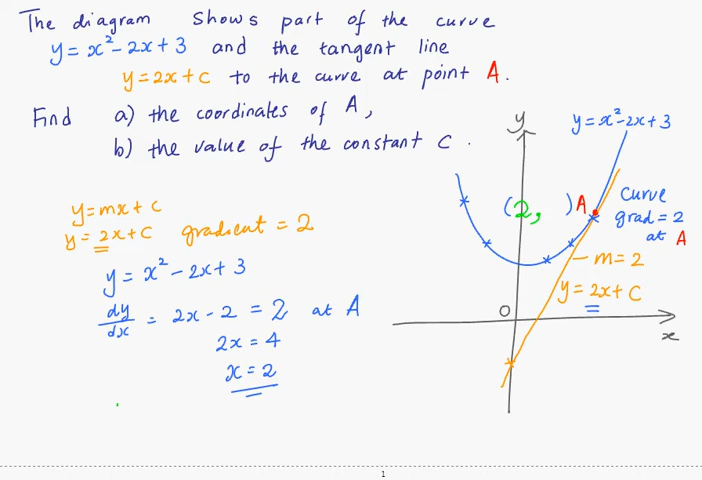 The diagram shows part of the curve
y = x² - 2x + 3 and the tangent line
y = 2x + c to the curve at point A.
Find a) the coordinates of A,
b) the value of the constant c.
y = mx + c
y = 2x + c gradient = 2
y = x² - 2x + 3
dy/dx = 2x - 2 = 2 at A
2x = 4
x = 2
y
y = x² - 2x + 3
(2, ) A
Curve
grad = 2
at A
m = 2
y = 2x + c
0
x
1